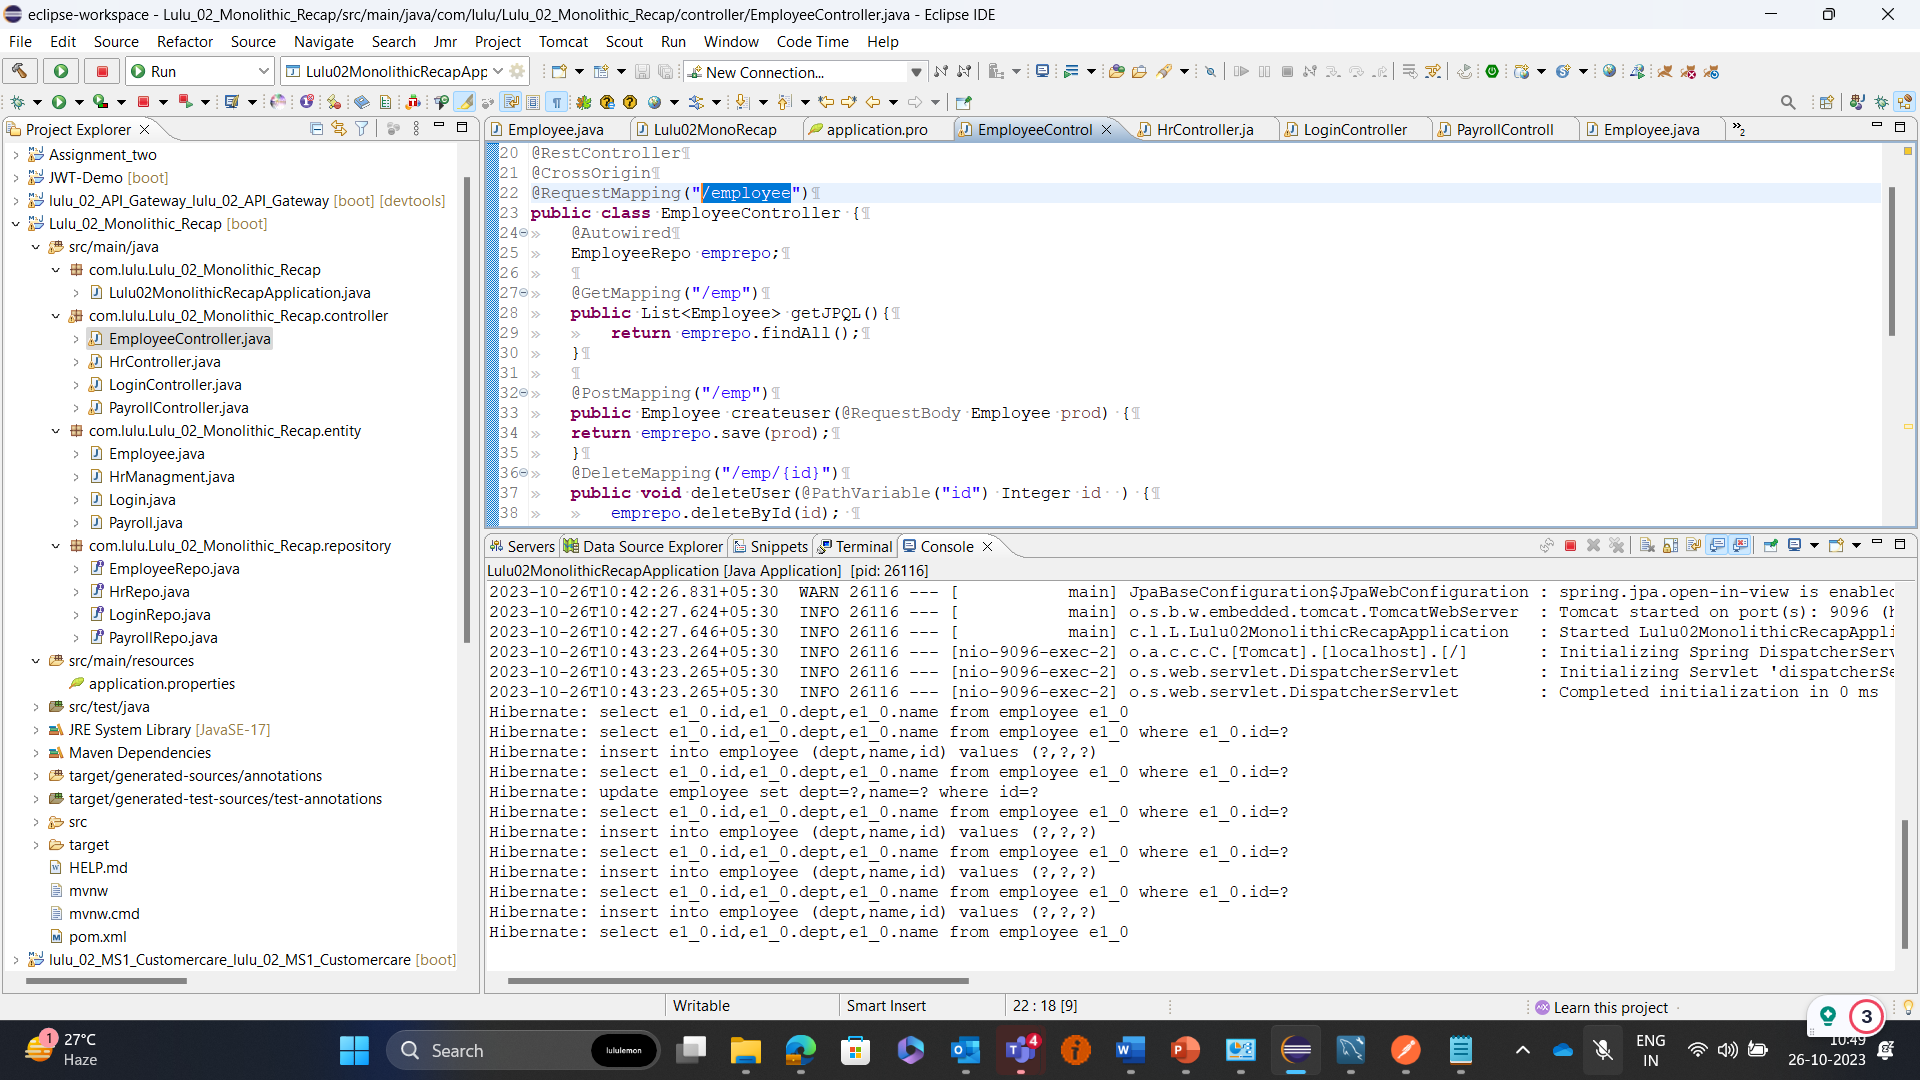 eclipse-workspace - Lulu_02_Monolithic_Recap/src/main/java/com/lulu/Lulu_02_Monolithic_Recap/controller/EmployeeController.java - Eclipse IDE
File Edit Source Refactor Source Navigate Search Jmr Project Tomcat Scout Run Window Code Time Help
Run
Lulu02MonolithicRecapApp
New Connection...
Project Explorer
Assignment_two
JWT-Demo [boot]
lulu_02_API_Gateway_lulu_02_API_Gateway [boot] [devtools]
Lulu_02_Monolithic_Recap [boot]
src/main/java
com.lulu.Lulu_02_Monolithic_Recap
Lulu02MonolithicRecapApplication.java
com.lulu.Lulu_02_Monolithic_Recap.controller
EmployeeController.java
HrController.java
LoginController.java
PayrollController.java
com.lulu.Lulu_02_Monolithic_Recap.entity
Employee.java
HrManagment.java
Login.java
Payroll.java
com.lulu.Lulu_02_Monolithic_Recap.repository
EmployeeRepo.java
HrRepo.java
LoginRepo.java
PayrollRepo.java
src/main/resources
application.properties
src/test/java
JRE System Library [JavaSE-17]
Maven Dependencies
target/generated-sources/annotations
target/generated-test-sources/test-annotations
src
target
HELP.md
mvnw
mvnw.cmd
pom.xml
lulu_02_MS1_Customercare_lulu_02_MS1_Customercare [boot]
Employee.java Lulu02MonoRecap application.pro EmployeeControl HrController.ja LoginController PayrollControll Employee.java »2
20 @RestController¶
21 @CrossOrigin¶
22 @RequestMapping("/employee")¶
23 public class EmployeeController {¶
24 » @Autowired¶
25 » EmployeeRepo emprepo;¶
26 » ¶
27 » @GetMapping("/emp")¶
28 » public List<Employee> getJPQL(){¶
29 » » return emprepo.findAll();¶
30 » }¶
31 » ¶
32 » @PostMapping("/emp")¶
33 » public Employee createuser(@RequestBody Employee prod) {¶
34 » return emprepo.save(prod);¶
35 » }¶
36 » @DeleteMapping("/emp/{id}")¶
37 » public void deleteUser(@PathVariable("id") Integer id ) {¶
38 » » emprepo.deleteById(id); ¶
Servers Data Source Explorer Snippets Terminal Console
Lulu02MonolithicRecapApplication [Java Application] [pid: 26116]
2023-10-26T10:42:26.831+05:30 WARN 26116 --- [ main] JpaBaseConfiguration$JpaWebConfiguration : spring.jpa.open-in-view is enablec
2023-10-26T10:42:27.624+05:30 INFO 26116 --- [ main] o.s.b.w.embedded.tomcat.TomcatWebServer : Tomcat started on port(s): 9096 (h
2023-10-26T10:42:27.646+05:30 INFO 26116 --- [ main] c.l.L.Lulu02MonolithicRecapApplication : Started Lulu02MonolithicRecapAppli
2023-10-26T10:43:23.264+05:30 INFO 26116 --- [nio-9096-exec-2] o.a.c.c.C.[Tomcat].[localhost].[/] : Initializing Spring DispatcherServ
2023-10-26T10:43:23.265+05:30 INFO 26116 --- [nio-9096-exec-2] o.s.web.servlet.DispatcherServlet : Initializing Servlet 'dispatcherSe
2023-10-26T10:43:23.265+05:30 INFO 26116 --- [nio-9096-exec-2] o.s.web.servlet.DispatcherServlet : Completed initialization in 0 ms
Hibernate: select e1_0.id,e1_0.dept,e1_0.name from employee e1_0
Hibernate: select e1_0.id,e1_0.dept,e1_0.name from employee e1_0 where e1_0.id=?
Hibernate: insert into employee (dept,name,id) values (?,?,?)
Hibernate: select e1_0.id,e1_0.dept,e1_0.name from employee e1_0 where e1_0.id=?
Hibernate: update employee set dept=?,name=? where id=?
Hibernate: select e1_0.id,e1_0.dept,e1_0.name from employee e1_0 where e1_0.id=?
Hibernate: insert into employee (dept,name,id) values (?,?,?)
Hibernate: select e1_0.id,e1_0.dept,e1_0.name from employee e1_0 where e1_0.id=?
Hibernate: insert into employee (dept,name,id) values (?,?,?)
Hibernate: select e1_0.id,e1_0.dept,e1_0.name from employee e1_0 where e1_0.id=?
Hibernate: insert into employee (dept,name,id) values (?,?,?)
Hibernate: select e1_0.id,e1_0.dept,e1_0.name from employee e1_0
Writable Smart Insert 22 : 18 [9] Learn this project
3
1
27°C
Haze
Search
lululemon
4
ENG
IN
10:49
26-10-2023